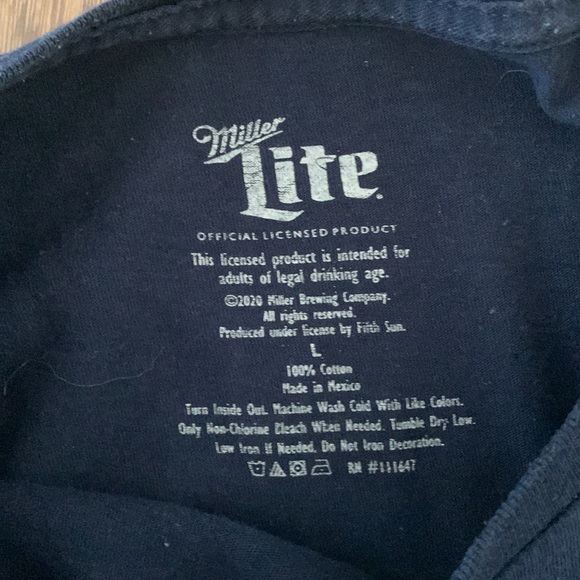 Miller
Lite
OFFICIAL LICENSED PRODUCT
This licensed product is intended for
adults of legal drinking age.
©2020 Miller Brewing Company.
All rights reserved.
Produced under license by Fifth Sun.
L
100% Cotton
Made in Mexico
Turn Inside Out. Machine Wash Cold With Like Colors.
Only Non-Chlorine Bleach When Needed. Tumble Dry Low.
Low Iron If Needed. Do Not Iron Decoration.
RN #111647